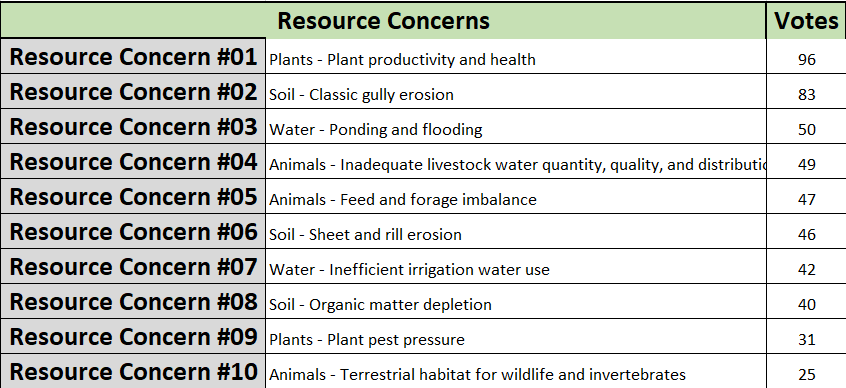 Resource Concerns Votes
Resource Concern #01 Plants - Plant productivity and health 96
Resource Concern #02 Soil - Classic gully erosion 83
Resource Concern #03 Water - Ponding and flooding 50
Resource Concern #04 Animals - Inadequate livestock water quantity, quality, and distributio 49
Resource Concern #05 Animals - Feed and forage imbalance 47
Resource Concern #06 Soil - Sheet and rill erosion 46
Resource Concern #07 Water - Inefficient irrigation water use 42
Resource Concern #08 Soil - Organic matter depletion 40
Resource Concern #09 Plants - Plant pest pressure 31
Resource Concern #10 Animals - Terrestrial habitat for wildlife and invertebrates 25